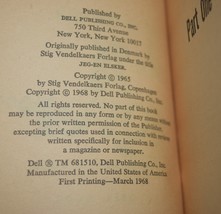 Published by
DELL PUBLISHING CO., INC.
750 Third Avenue
New York, New York 10017
Originally published in Denmark by
Stig Vendelkaers Forlag under the title
JEG-EN ELSKER.
Copyright © 1965
by Stig Vendelkaers Forlag, Copenhagen
Copyright © 1968 by Dell Publishing Co., Inc.
All rights reserved. No part of this book
may be reproduced in any form or by any means without
the prior written permission of the Publisher,
excepting brief quotes used in connection with reviews
written specifically for inclusion in
a magazine or newspaper.
Dell ® TM 681510, Dell Publishing Co., Inc.
Manufactured in the United States of America
First Printing—March 1968
Part One